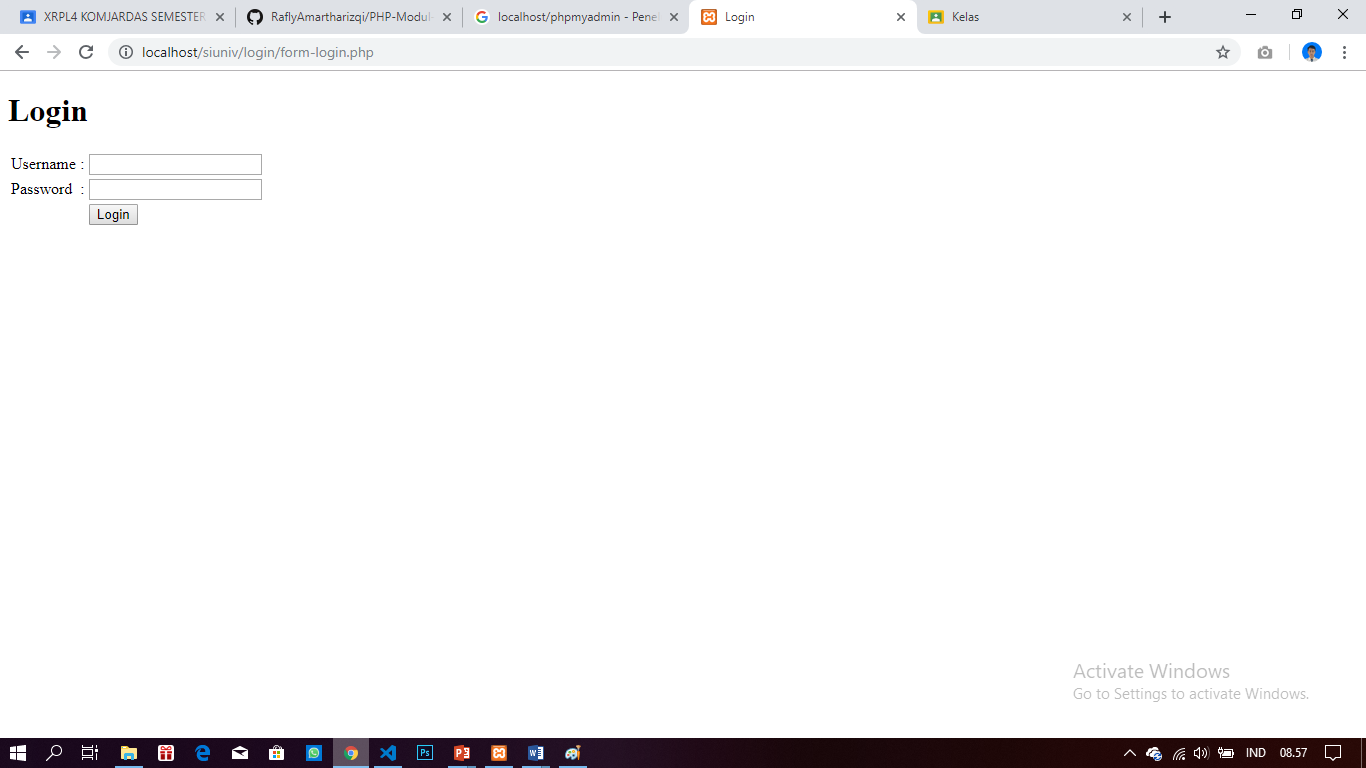 XRPL4 KOMJARDAS SEMESTER
RaflyAmartharizqi/PHP-Modul-
localhost/phpmyadmin - Penel
Login
Kelas
localhost/siuniv/login/form-login.php
Login
Username :
Password :
Login
Activate Windows
Go to Settings to activate Windows.
IND
08.57